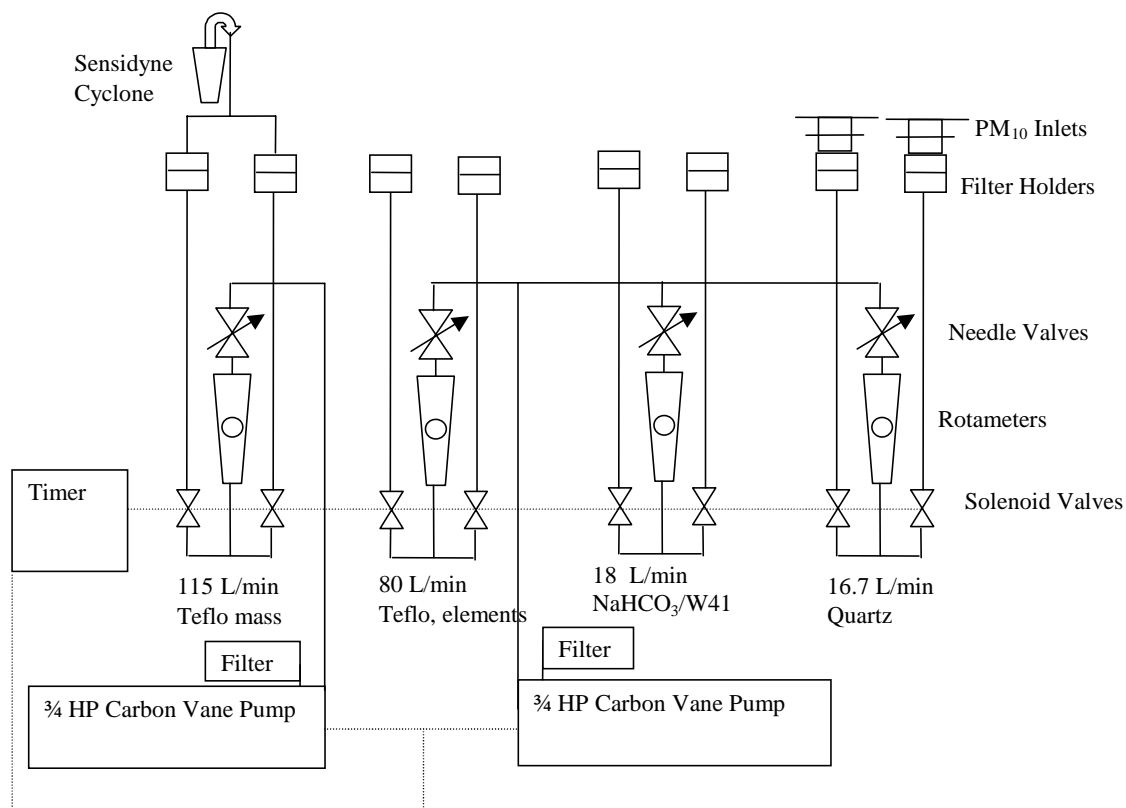 Sensidyne
Cyclone
PM₁₀ Inlets
Filter Holders
Needle Valves
Rotameters
Timer
Solenoid Valves
115 L/min
Teflo mass
80 L/min
Teflo, elements
18 L/min
NaHCO₃/W41
16.7 L/min
Quartz
Filter
Filter
¾ HP Carbon Vane Pump
¾ HP Carbon Vane Pump